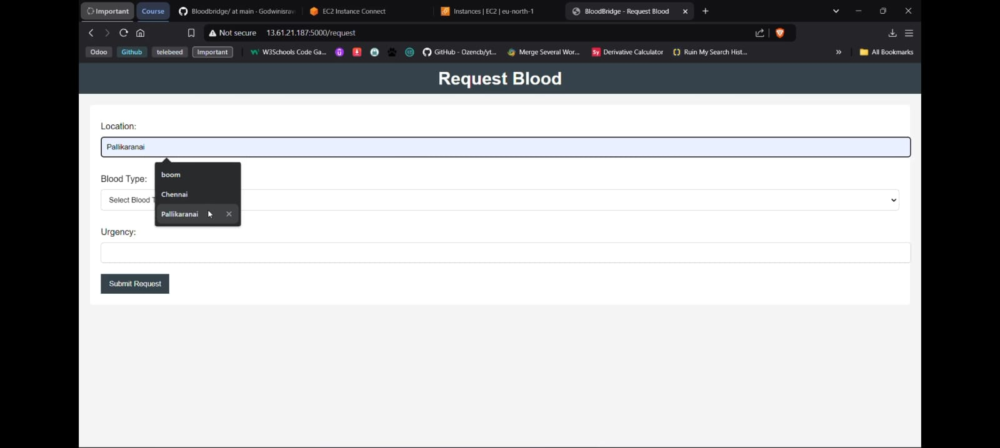 Important
Course
Bloodbridge/ at main · Godwinisrav
EC2 Instance Connect
Instances | EC2 | eu-north-1
BloodBridge - Request Blood
Not secure
13.61.21.187:5000/request
Odoo
Github
telebeed
Important
W3Schools Code Ga...
GitHub - Ozencb/yt...
Merge Several Wor...
Sy
Derivative Calculator
Ruin My Search Hist...
»
All Bookmarks
Request Blood
Location:
Pallikaranai
boom
Blood Type:
Chennai
Select Blood T
Pallikaranai
Urgency:
Submit Request